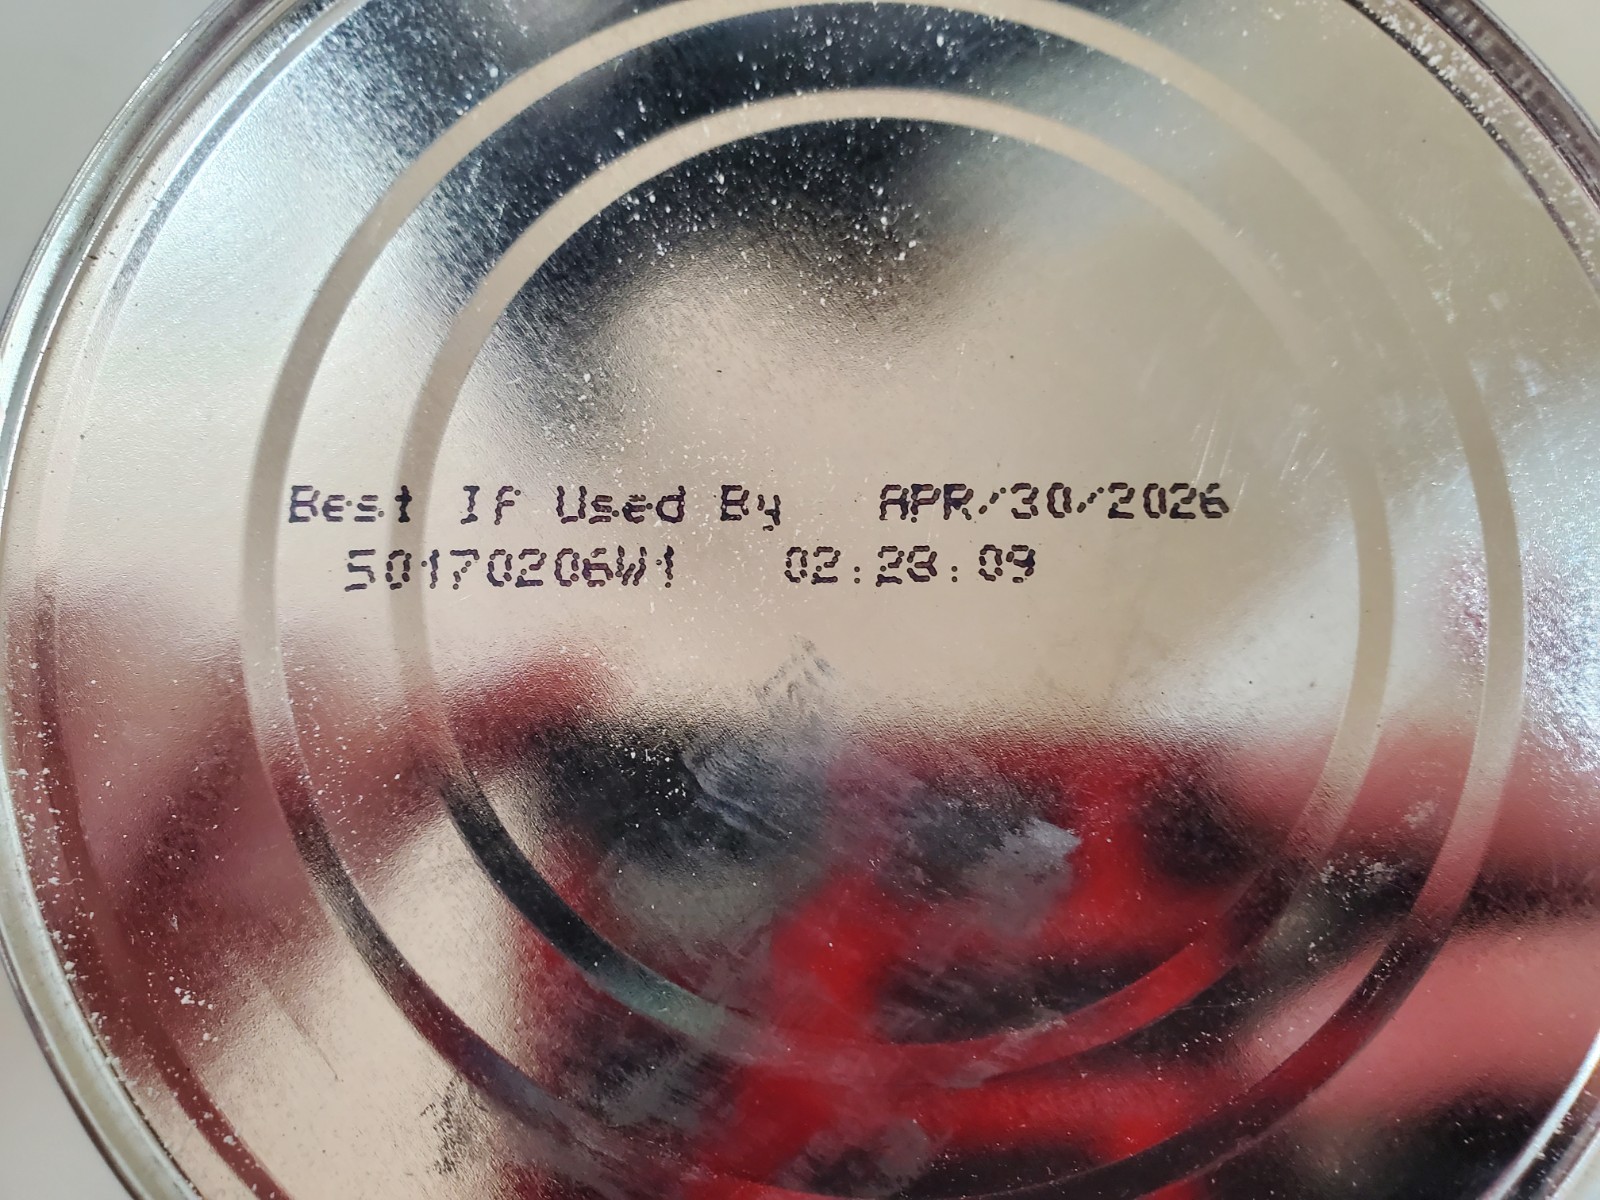 Best If Used By APR/30/2026
50170206W1 02:28:09